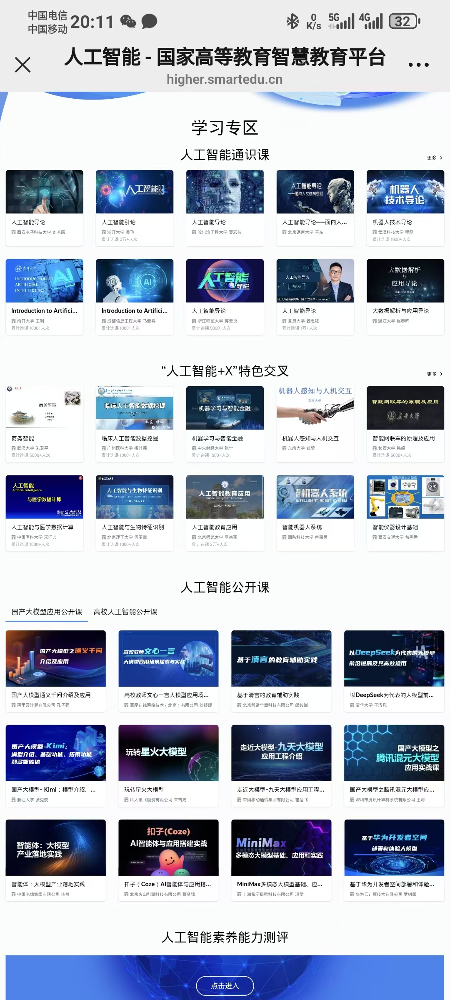 中国电信
中国移动
20:11
0
K/s
5G
4G
32
人工智能 - 国家高等教育智慧教育平台
higher.smartedu.cn
学习专区
人工智能通识课
更多
人工智能
人工智能导论
——面向人文社科专业
机器人
技术导论
人工智能导论
西安电子科技大学 刘若辰
人工智能引论
浙江大学 吴飞
累计选课 2万+人次
人工智能导论
哈尔滨工程大学 莫宏伟
人工智能导论——面向人...
北京语言大学 于东
机器人技术导论
武汉科技大学 程磊
累计选课 1000+人次
INTRODUCTION TO
ARTIFICIAL
INTELLIGENCE
AI
AI
人工智能
导论
人工智能导论
大数据解析
与
应用导论
浙江大学 赵春晖
Introduction to Artifici...
南开大学 王刚
累计选课 1000+人次
Introduction to Artifici...
成都信息工程大学 马健兵
累计选课 1000+人次
人工智能导论
浙江师范大学 蒋云良
累计选课 5000+人次
人工智能导论
复旦大学 魏忠钰
累计选课 1万+人次
大数据解析与应用导论
浙江大学 赵春晖
“人工智能+X”特色交叉
更多
商务智能
临床人工智能数据挖掘
机器学习与智能金融
机器人感知与人机交互
东南大学
智能网联车的原理及应用
长安大学
商务智能
武汉大学 朱卫平
累计选课 5000+人次
临床人工智能数据挖掘
广州医科大学 杨其霖
累计选课 1000+人次
机器学习与智能金融
中央财经大学 张宁
累计选课 1000+人次
机器人感知与人机交互
东南大学 钱堃
智能网联车的原理及应用
长安大学 韩毅
累计选课 5000+人次
人工智能
Artificial Intelligence
与医学数据计算
人工智能与生物特征识别
人工智能教育应用
智能机器人系统
INTELLIGENT ROBOT SYSTEM
智能仪器设计基础
人工智能与医学数据计算
中国医科大学 宋江典
累计选课 1000+人次
人工智能与生物特征识别
北京理工大学 何玉青
累计选课 1000+人次
人工智能教育应用
北京师范大学 李艳燕
累计选课 2万+人次
智能机器人系统
国防科技大学 卢惠民
智能仪器设计基础
西安交通大学 曾翔君
人工智能公开课
国产大模型应用公开课
高校人工智能公开课
国产大模型之通义千问
介绍及应用
高校教师文心一言
大模型应用场景探索与实战
基于清言的教育辅助实践
以DeepSeek为代表的大模型
前沿进展及其高效运用
国产大模型通义千问介绍及应用
阿里云计算有限公司 孔子强
高校教师文心一言大模型应用场...
百度在线网络技术（北京）有限公司 刘舒媛
基于清言的教育辅助实践
北京智谱华章科技有限公司 郎峻嵩
以DeepSeek为代表的大模型前...
清华大学 于济凡
国产大模型-Kimi：
模型介绍、基础功能、拓展功能
和多智能体
玩转星火大模型
走近大模型-九天大模型
应用工程介绍
国产大模型之
腾讯混元大模型
应用实战课
国产大模型- Kimi：模型介绍、...
浙江大学 张克俊
玩转星火大模型
科大讯飞股份有限公司 朱吉光
走近大模型-九天大模型应用工程...
中国移动通信集团有限公司 崔逸飞
国产大模型之腾讯混元大模型应...
深圳市腾讯计算机系统有限公司 王涛
智能体：大模型
产业落地实践
扣子(Coze)
AI智能体与应用搭建实战
MiniMax
多模态大模型基础、应用和实践
基于华为开发者空间
部署和体验大模型
智能体：大模型产业落地实践
中国电信集团有限公司 毕然
扣子（Coze）AI智能体与应用搭...
北京火山引擎科技有限公司 蔡贤锋
MiniMax多模态大模型基础、应...
上海稀宇极智科技有限公司 冯雯
基于华为开发者空间部署和体验...
华为云计算技术有限公司 罗树国
人工智能素养能力测评
点击进入